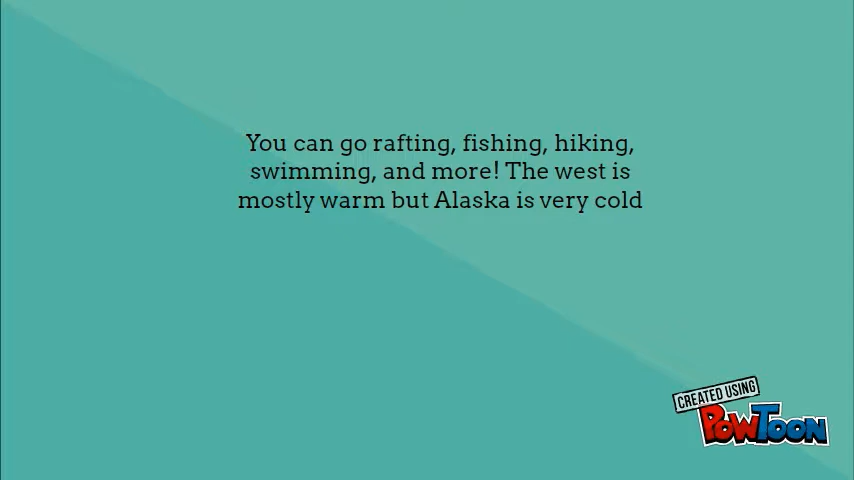 You can go rafting, fishing, hiking,
swimming, and more! The west is
mostly warm but Alaska is very cold
CREATED USING
POWTOON